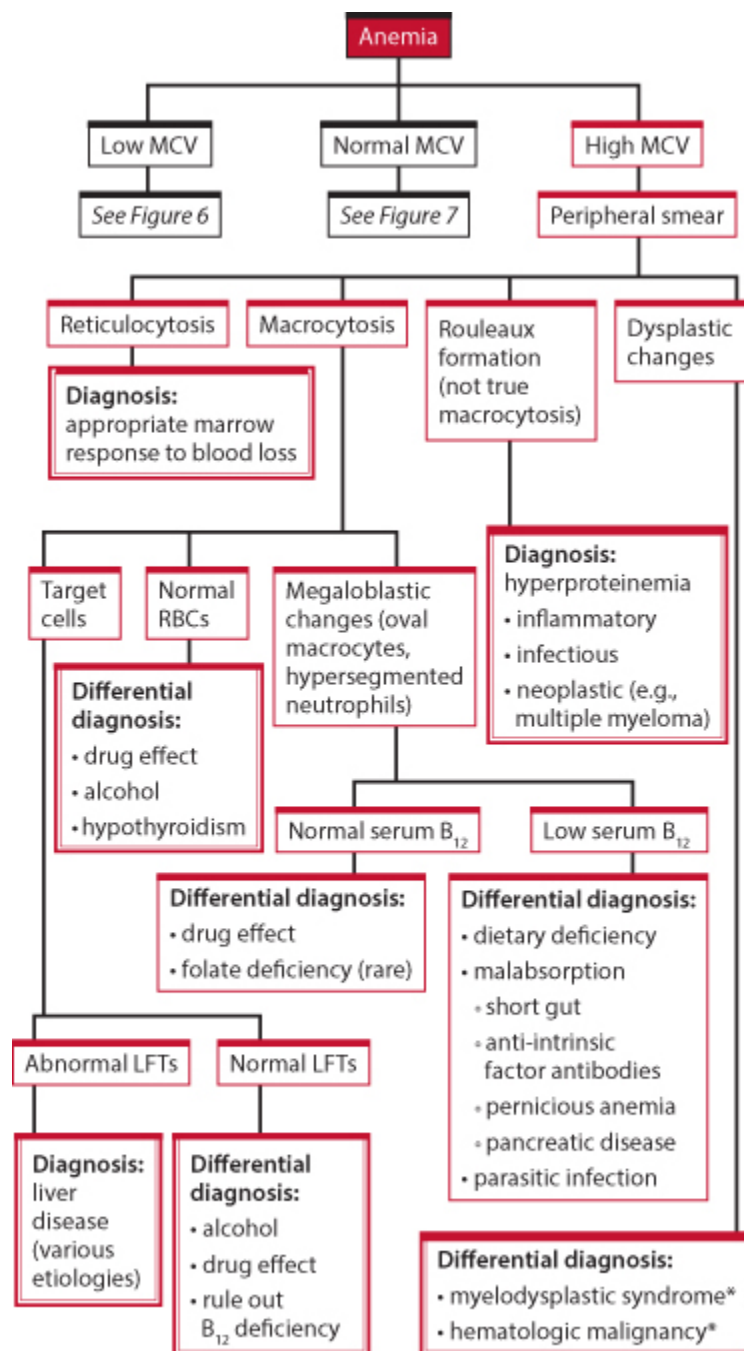 Anemia
Low MCV
Normal MCV
High MCV
See Figure 6
See Figure 7
Peripheral smear
Reticulocytosis
Macrocytosis
Rouleaux
formation
(not true
macrocytosis)
Dysplastic
changes
Diagnosis:
appropriate marrow
response to blood loss
Target
cells
Normal
RBCs
Megaloblastic
changes (oval
macrocytes,
hypersegmented
neutrophils)
Diagnosis:
hyperproteinemia
• inflammatory
• infectious
• neoplastic (e.g.,
multiple myeloma)
Differential
diagnosis:
• drug effect
• alcohol
• hypothyroidism
Normal serum B₁₂
Low serum B₁₂
Differential diagnosis:
• drug effect
• folate deficiency (rare)
Differential diagnosis:
• dietary deficiency
• malabsorption
◦ short gut
◦ anti-intrinsic
factor antibodies
◦ pernicious anemia
◦ pancreatic disease
• parasitic infection
Abnormal LFTs
Normal LFTs
Diagnosis:
liver
disease
(various
etiologies)
Differential
diagnosis:
• alcohol
• drug effect
• rule out
B₁₂ deficiency
Differential diagnosis:
• myelodysplastic syndrome*
• hematologic malignancy*